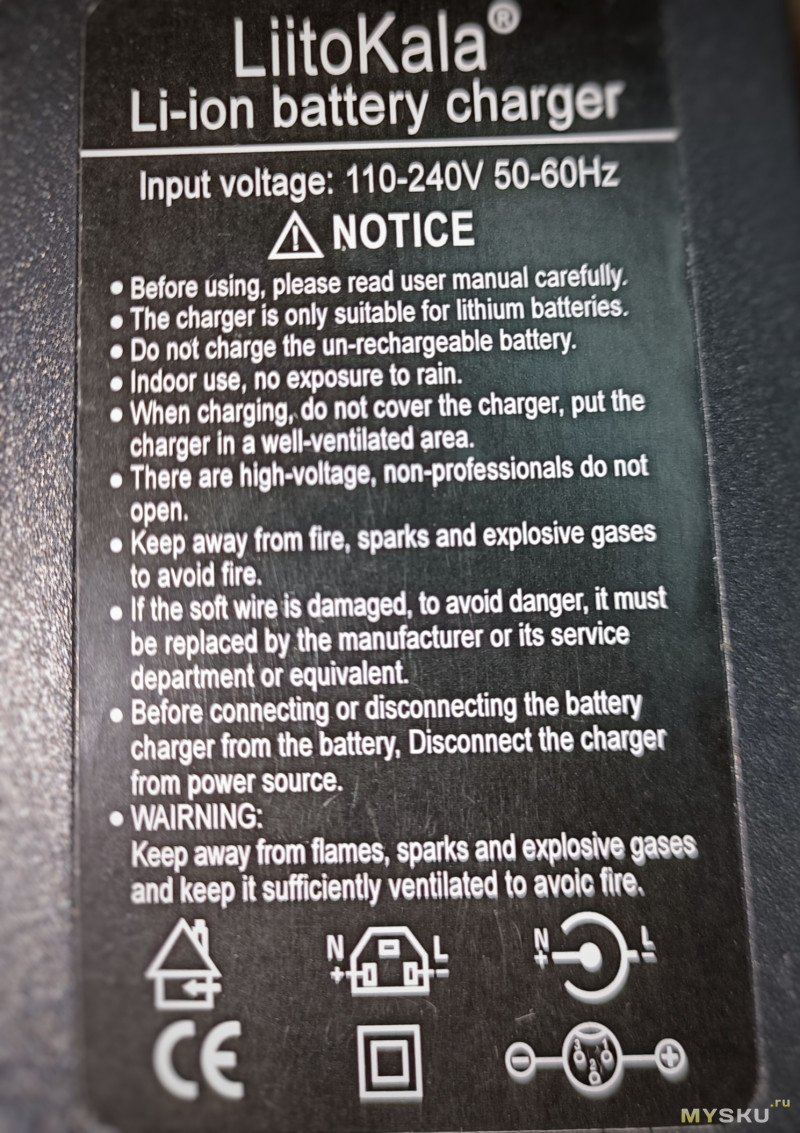 LiitoKala®
Li-ion battery charger
Input voltage: 110-240V 50-60Hz
NOTICE
• Before using, please read user manual carefully.
• The charger is only suitable for lithium batteries.
• Do not charge the un-rechargeable battery.
• Indoor use, no exposure to rain.
• When charging, do not cover the charger, put the
charger in a well-ventilated area.
• There are high-voltage, non-professionals do not
open.
• Keep away from fire, sparks and explosive gases
to avoid fire.
• If the soft wire is damaged, to avoid danger, it must
be replaced by the manufacturer or its service
department or equivalent.
• Before connecting or disconnecting the battery
charger from the battery, Disconnect the charger
from power source.
• WAIRNING:
Keep away from flames, sparks and explosive gases
and keep it sufficiently ventilated to avoic fire.
N L N L
+ − + −
CE − 3 1 2 +
MYSKU.ru